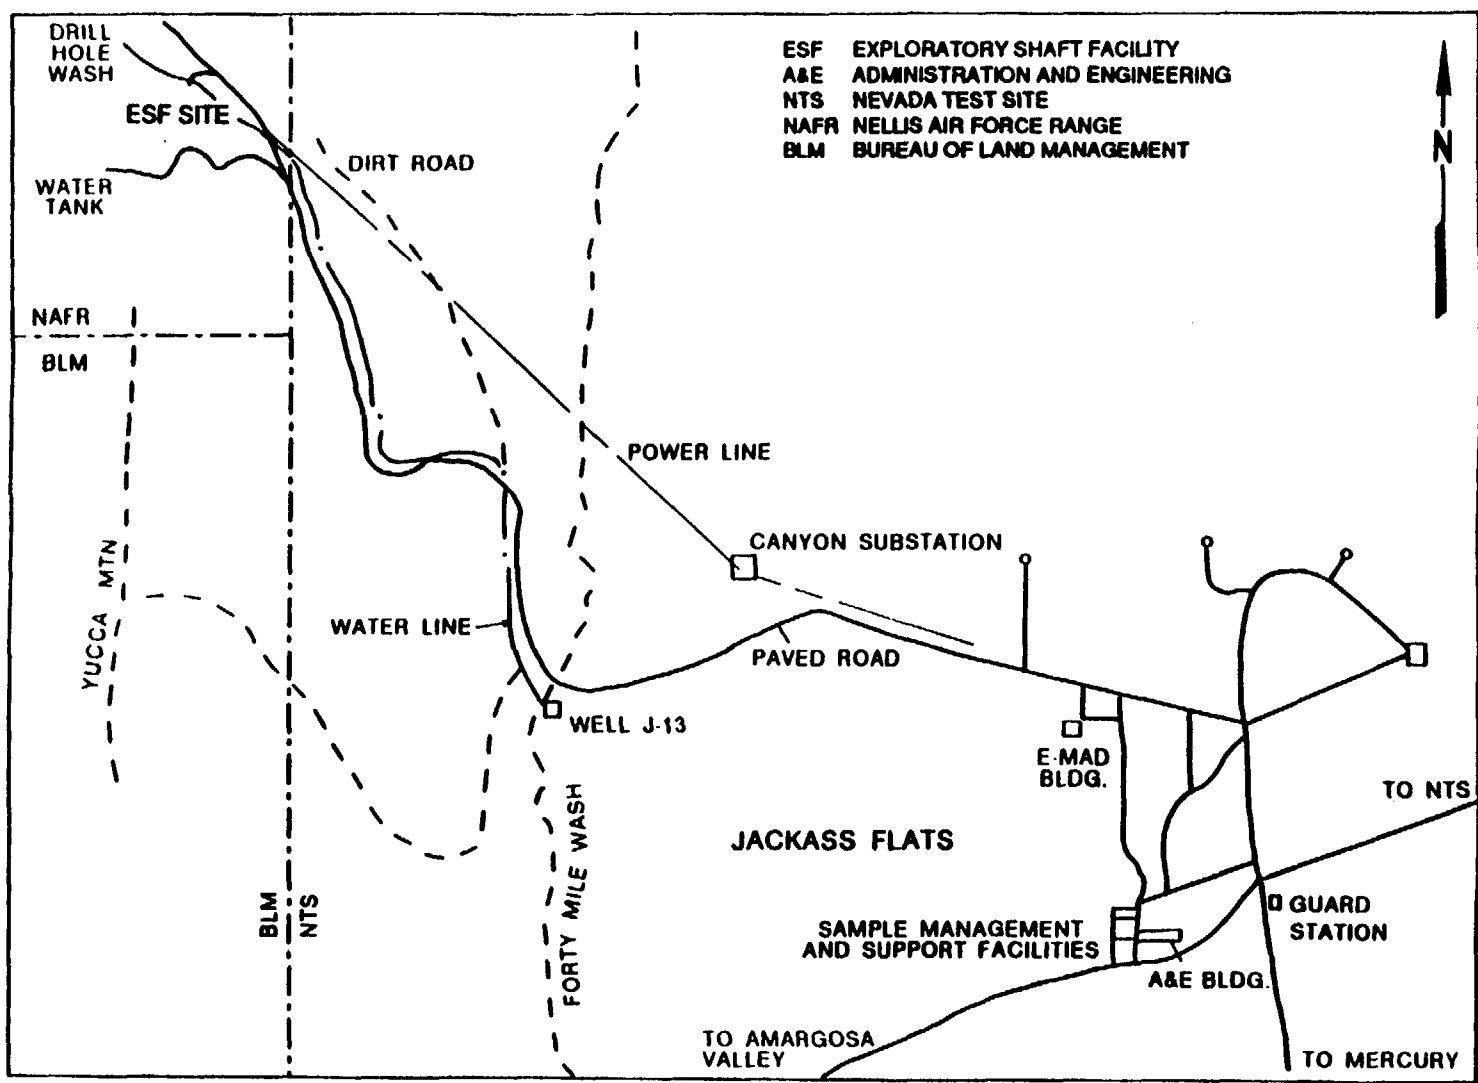 DRILL
HOLE
WASH
ESF SITE
WATER
TANK
DIRT ROAD
ESF EXPLORATORY SHAFT FACILITY
A&E ADMINISTRATION AND ENGINEERING
NTS NEVADA TEST SITE
NAFR NELLIS AIR FORCE RANGE
BLM BUREAU OF LAND MANAGEMENT
N
NAFR
BLM
POWER LINE
CANYON SUBSTATION
YUCCA MTN
WATER LINE
PAVED ROAD
WELL J-13
E-MAD
BLDG.
TO NTS
JACKASS FLATS
FORTY MILE WASH
BLM
NTS
SAMPLE MANAGEMENT
AND SUPPORT FACILITIES
GUARD
STATION
A&E BLDG.
TO AMARGOSA
VALLEY
TO MERCURY